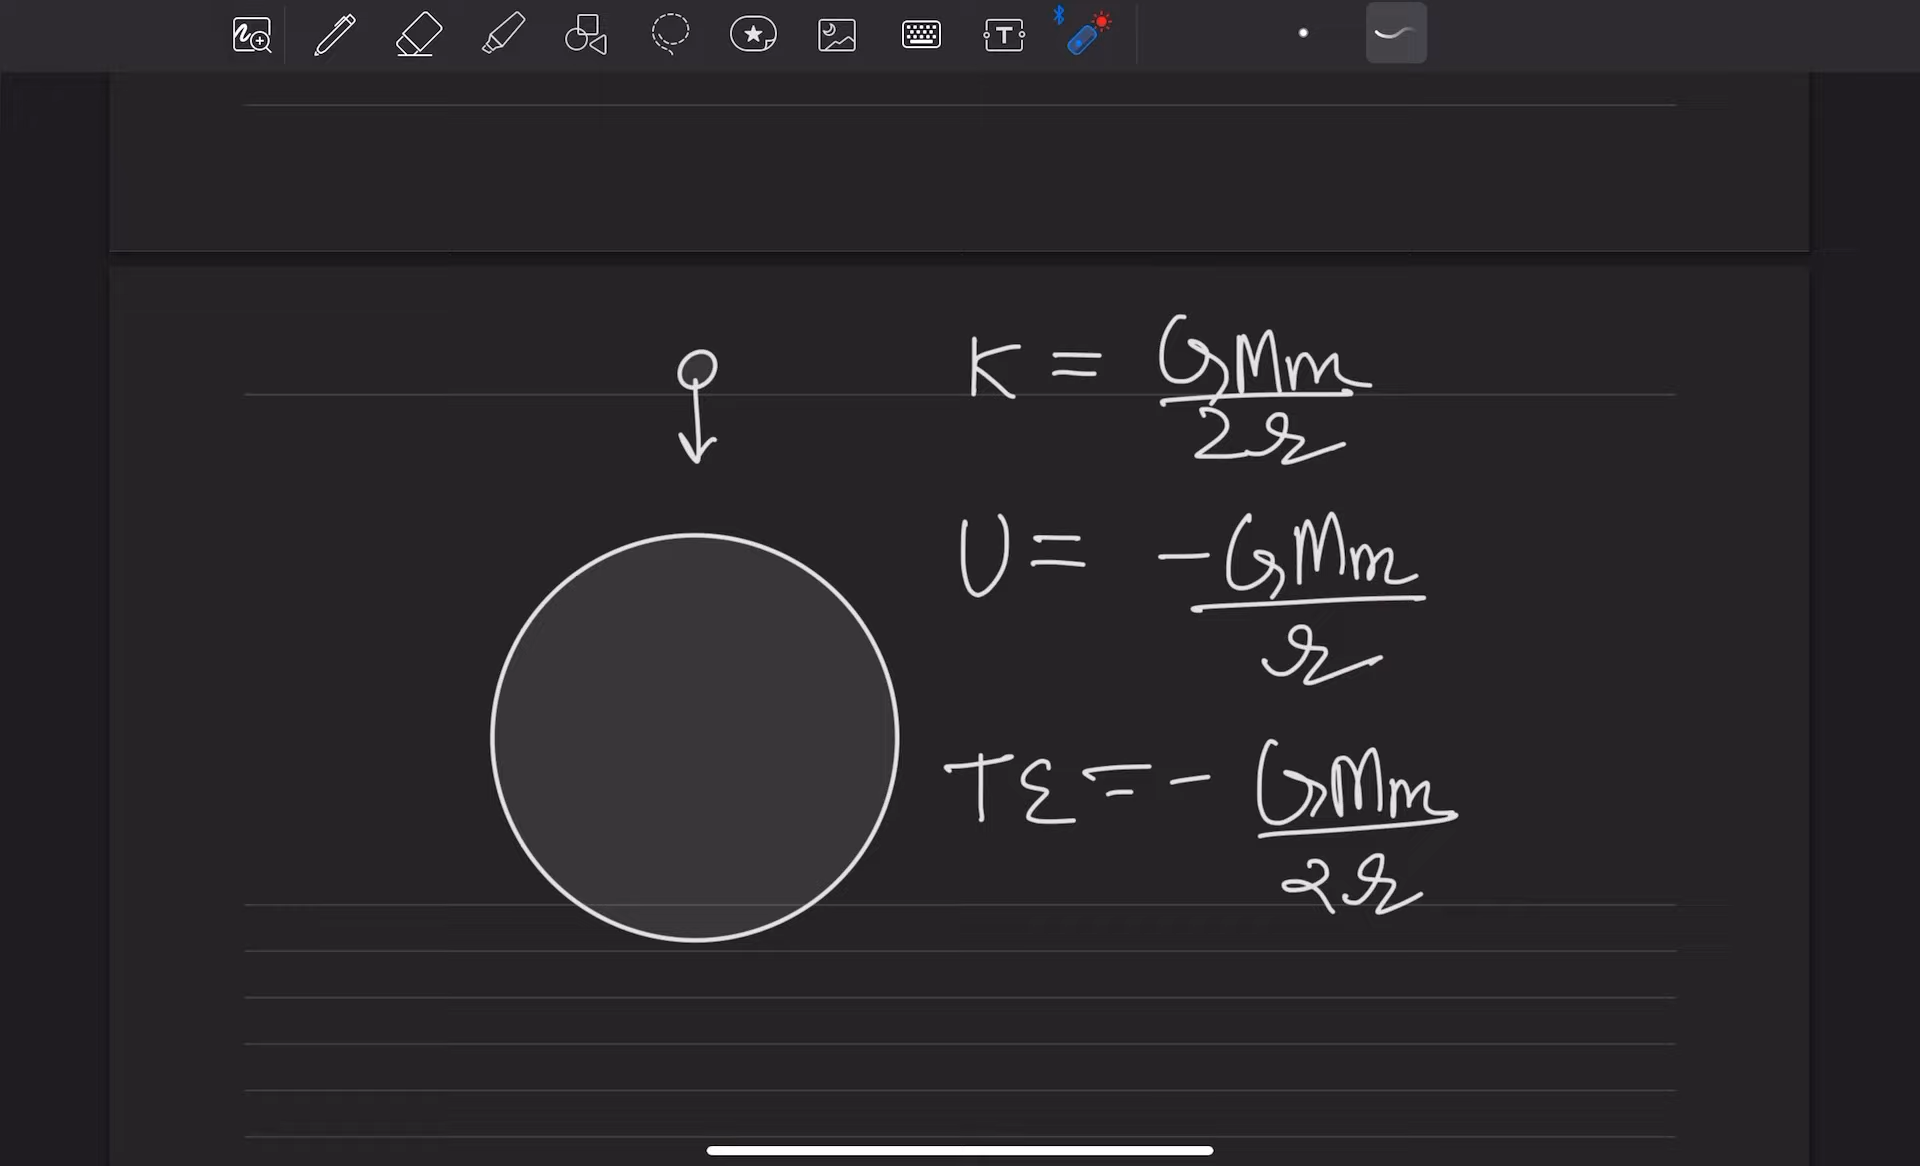 T
K = GMm / 2r
U = -GMm / r
TE = - GMm / 2r